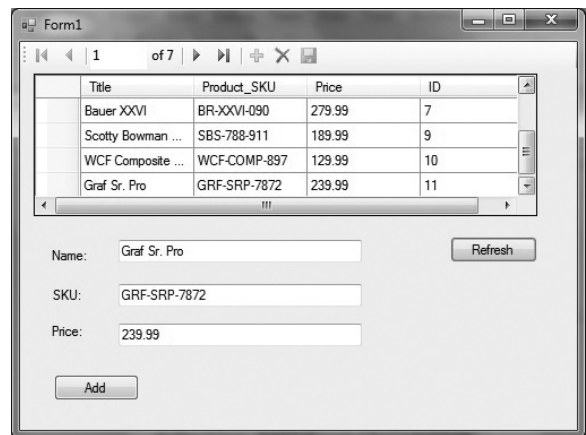 Form1
1 of 7
Title Product_SKU Price ID
Bauer XXVI BR-XXVI-090 279.99 7
Scotty Bowman ... SBS-788-911 189.99 9
WCF Composite ... WCF-COMP-897 129.99 10
Graf Sr. Pro GRF-SRP-7872 239.99 11
Name: Graf Sr. Pro Refresh
SKU: GRF-SRP-7872
Price: 239.99
Add